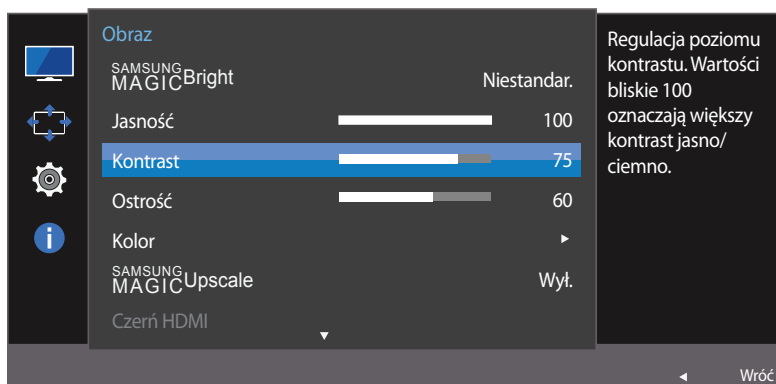 Obraz
SAMSUNG
MAGICBright Niestandar.
Jasność 100
Kontrast 75
Ostrość 60
Kolor
SAMSUNG
MAGICUpscale Wył.
Czerń HDMI
Regulacja poziomu
kontrastu. Wartości
bliskie 100
oznaczają większy
kontrast jasno/
ciemno.
Wróć